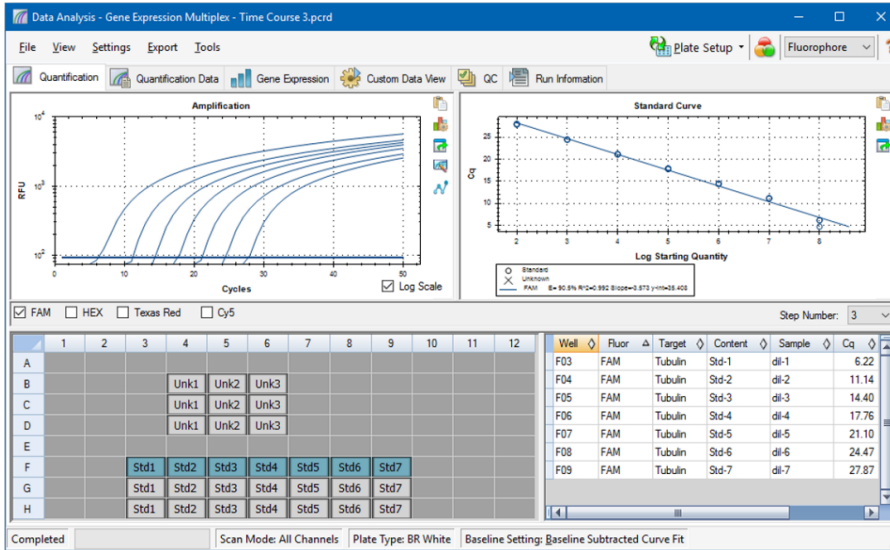 Data Analysis - Gene Expression Multiplex - Time Course 3.pcrd
File View Settings Export Tools
Plate Setup Fluorophore
Quantification Quantification Data Gene Expression Custom Data View QC Run Information
Amplification
10^4
10^3
10^2
RFU
0 10 20 30 40 50
Cycles
Log Scale
Standard Curve
25
20
15
10
5
Cq
2 3 4 5 6 7 8
Log Starting Quantity
Standard
Unknown
FAM E= 90.5% R^2=0.992 Slope=-3.573 y-int=35.408
FAM HEX Texas Red Cy5
Step Number: 3
1 2 3 4 5 6 7 8 9 10 11 12
A
B Unk1 Unk2 Unk3
C Unk1 Unk2 Unk3
D Unk1 Unk2 Unk3
E
F Std1 Std2 Std3 Std4 Std5 Std6 Std7
G Std1 Std2 Std3 Std4 Std5 Std6 Std7
H Std1 Std2 Std3 Std4 Std5 Std6 Std7
Well Fluor Target Content Sample Cq
F03 FAM Tubulin Std-1 dil-1 6.22
F04 FAM Tubulin Std-2 dil-2 11.14
F05 FAM Tubulin Std-3 dil-3 14.40
F06 FAM Tubulin Std-4 dil-4 17.76
F07 FAM Tubulin Std-5 dil-5 21.10
F08 FAM Tubulin Std-6 dil-6 24.47
F09 FAM Tubulin Std-7 dil-7 27.87
Completed Scan Mode: All Channels Plate Type: BR White Baseline Setting: Baseline Subtracted Curve Fit